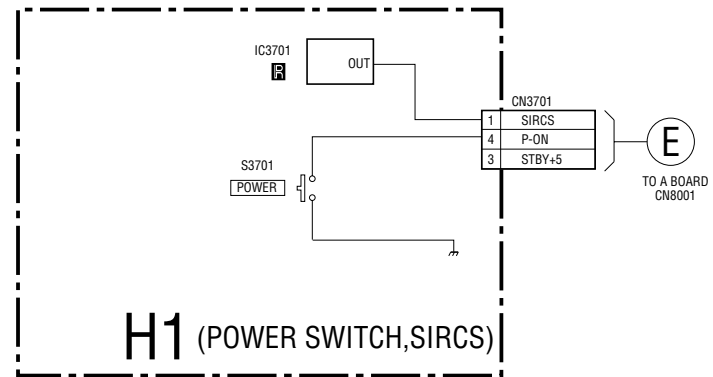 IC3701
R
OUT
CN3701
1 SIRCS
4 P-ON
3 STBY+5
E
TO A BOARD
CN8001
S3701
POWER
H1 (POWER SWITCH,SIRCS)